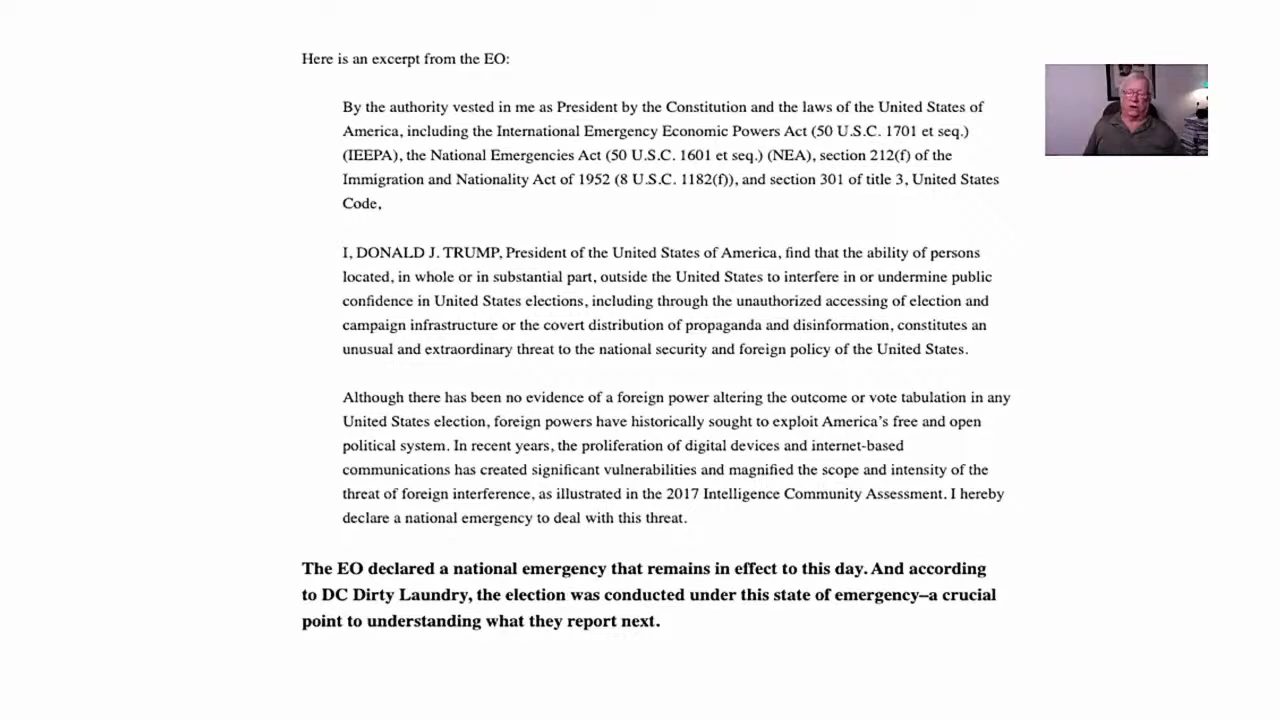 Here is an excerpt from the EO:
By the authority vested in me as President by the Constitution and the laws of the United States of
America, including the International Emergency Economic Powers Act (50 U.S.C. 1701 et seq.)
(IEEPA), the National Emergencies Act (50 U.S.C. 1601 et seq.) (NEA), section 212(f) of the
Immigration and Nationality Act of 1952 (8 U.S.C. 1182(f)), and section 301 of title 3, United States
Code,
I, DONALD J. TRUMP, President of the United States of America, find that the ability of persons
located, in whole or in substantial part, outside the United States to interfere in or undermine public
confidence in United States elections, including through the unauthorized accessing of election and
campaign infrastructure or the covert distribution of propaganda and disinformation, constitutes an
unusual and extraordinary threat to the national security and foreign policy of the United States.
Although there has been no evidence of a foreign power altering the outcome or vote tabulation in any
United States election, foreign powers have historically sought to exploit America’s free and open
political system. In recent years, the proliferation of digital devices and internet-based
communications has created significant vulnerabilities and magnified the scope and intensity of the
threat of foreign interference, as illustrated in the 2017 Intelligence Community Assessment. I hereby
declare a national emergency to deal with this threat.
The EO declared a national emergency that remains in effect to this day. And according
to DC Dirty Laundry, the election was conducted under this state of emergency–a crucial
point to understanding what they report next.